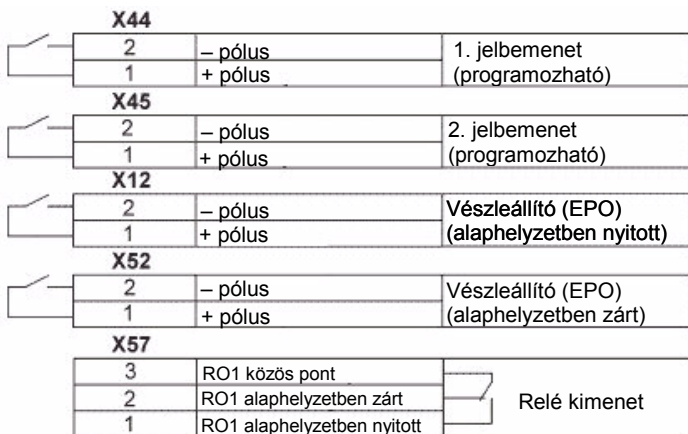 X44
2 – pólus 1. jelbemenet
1 + pólus (programozható)
X45
2 – pólus 2. jelbemenet
1 + pólus (programozható)
X12
2 – pólus Vészleállító (EPO)
1 + pólus (alaphelyzetben nyitott)
X52
2 – pólus Vészleállító (EPO)
1 + pólus (alaphelyzetben zárt)
X57
3 RO1 közös pont
2 RO1 alaphelyzetben zárt Relé kimenet
1 RO1 alaphelyzetben nyitott